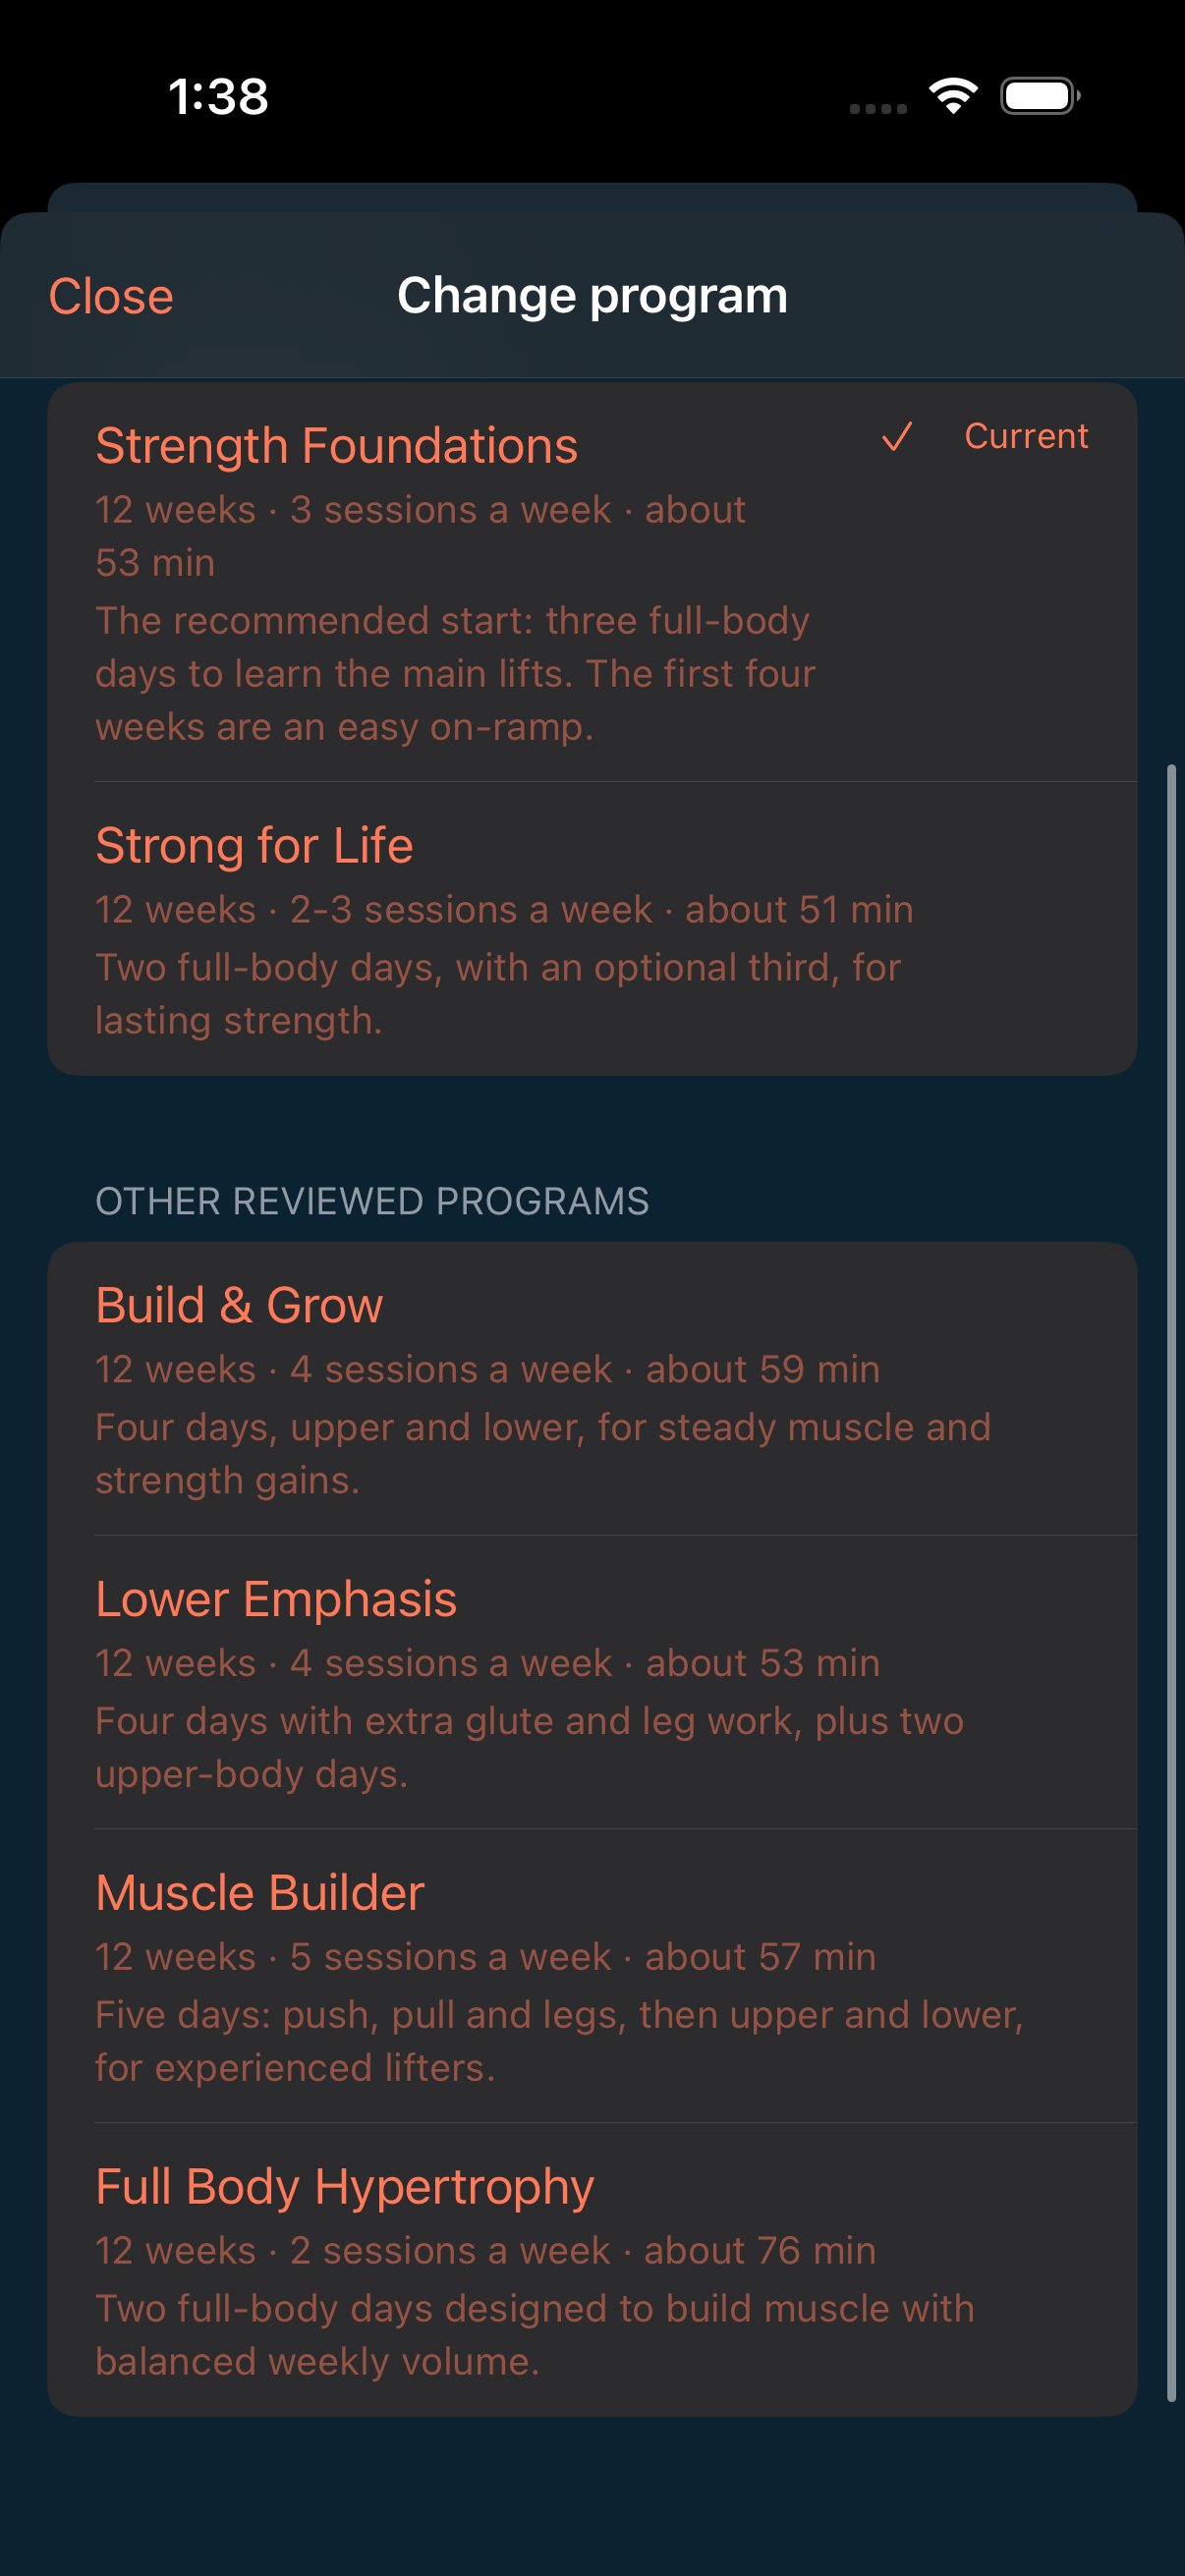 1:38
Close
Change program
Strength Foundations
✓ Current
12 weeks · 3 sessions a week · about
53 min
The recommended start: three full-body
days to learn the main lifts. The first four
weeks are an easy on-ramp.
Strong for Life
12 weeks · 2-3 sessions a week · about 51 min
Two full-body days, with an optional third, for
lasting strength.
OTHER REVIEWED PROGRAMS
Build & Grow
12 weeks · 4 sessions a week · about 59 min
Four days, upper and lower, for steady muscle and
strength gains.
Lower Emphasis
12 weeks · 4 sessions a week · about 53 min
Four days with extra glute and leg work, plus two
upper-body days.
Muscle Builder
12 weeks · 5 sessions a week · about 57 min
Five days: push, pull and legs, then upper and lower,
for experienced lifters.
Full Body Hypertrophy
12 weeks · 2 sessions a week · about 76 min
Two full-body days designed to build muscle with
balanced weekly volume.